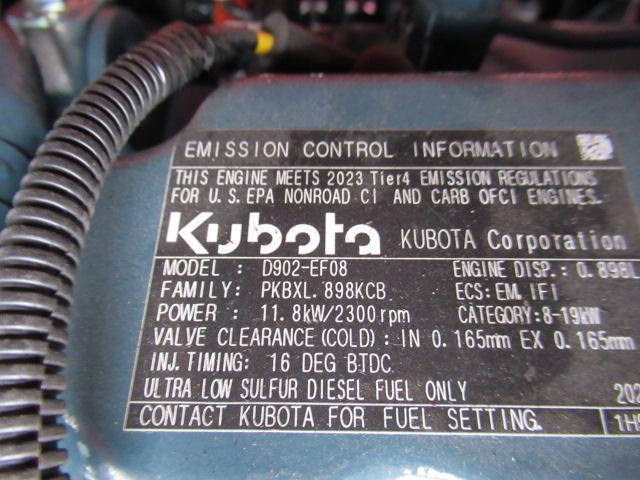 EMISSION CONTROL INFORMATION
THIS ENGINE MEETS 2023 Tier4 EMISSION REGULATIONS
FOR U.S. EPA NONROAD CI AND CARB OFCI ENGINES.
Kubota KUBOTA Corporation
MODEL : D902-EF08 ENGINE DISP.: 0.898L
FAMILY: PKBXL.898KCB ECS: EM, IFI
POWER : 11.8kW/2300rpm CATEGORY: 8-19kW
VALVE CLEARANCE (COLD): IN 0.165mm EX 0.165mm
INJ. TIMING: 16 DEG BTDC
ULTRA LOW SULFUR DIESEL FUEL ONLY 202
CONTACT KUBOTA FOR FUEL SETTING.